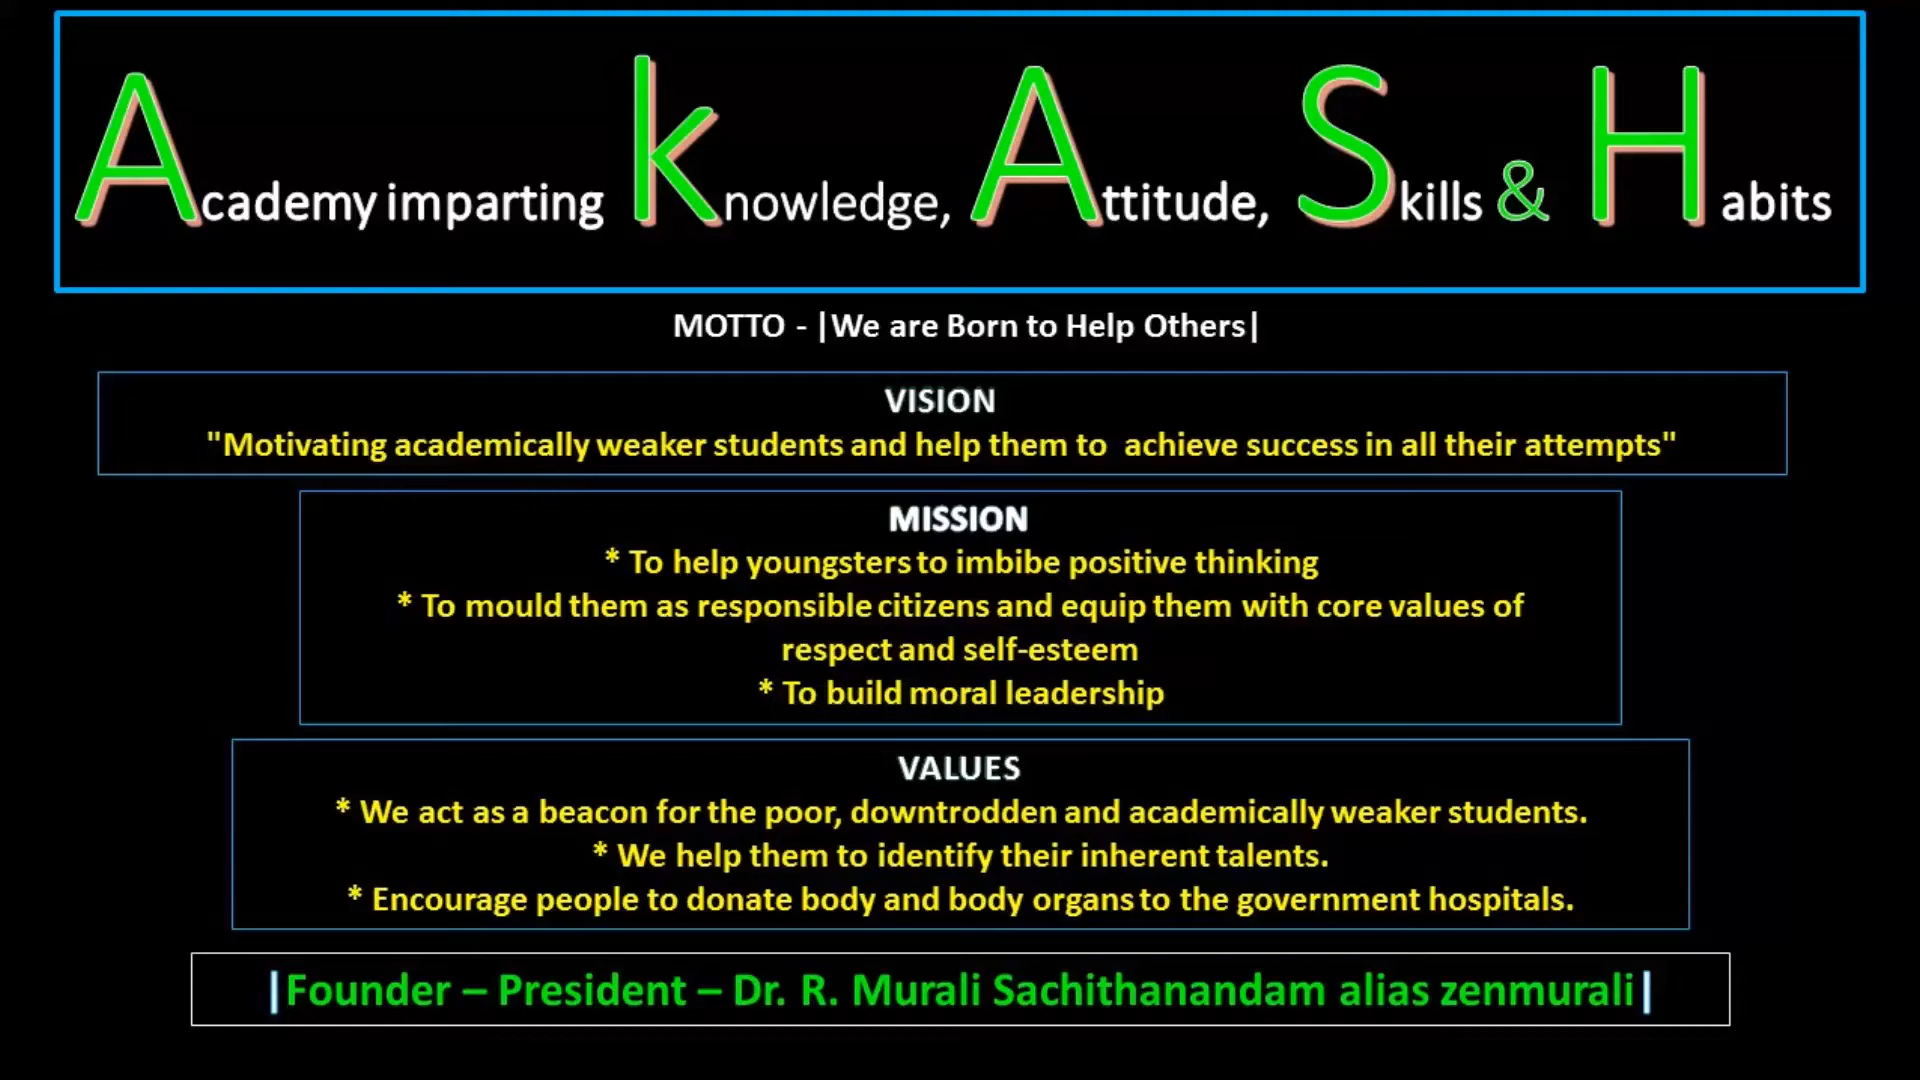 Academy imparting knowledge, Attitude, Skills & Habits
MOTTO - |We are Born to Help Others|
VISION
"Motivating academically weaker students and help them to achieve success in all their attempts"
MISSION
* To help youngsters to imbibe positive thinking
* To mould them as responsible citizens and equip them with core values of
respect and self-esteem
* To build moral leadership
VALUES
* We act as a beacon for the poor, downtrodden and academically weaker students.
* We help them to identify their inherent talents.
* Encourage people to donate body and body organs to the government hospitals.
|Founder – President – Dr. R. Murali Sachithanandam alias zenmurali|